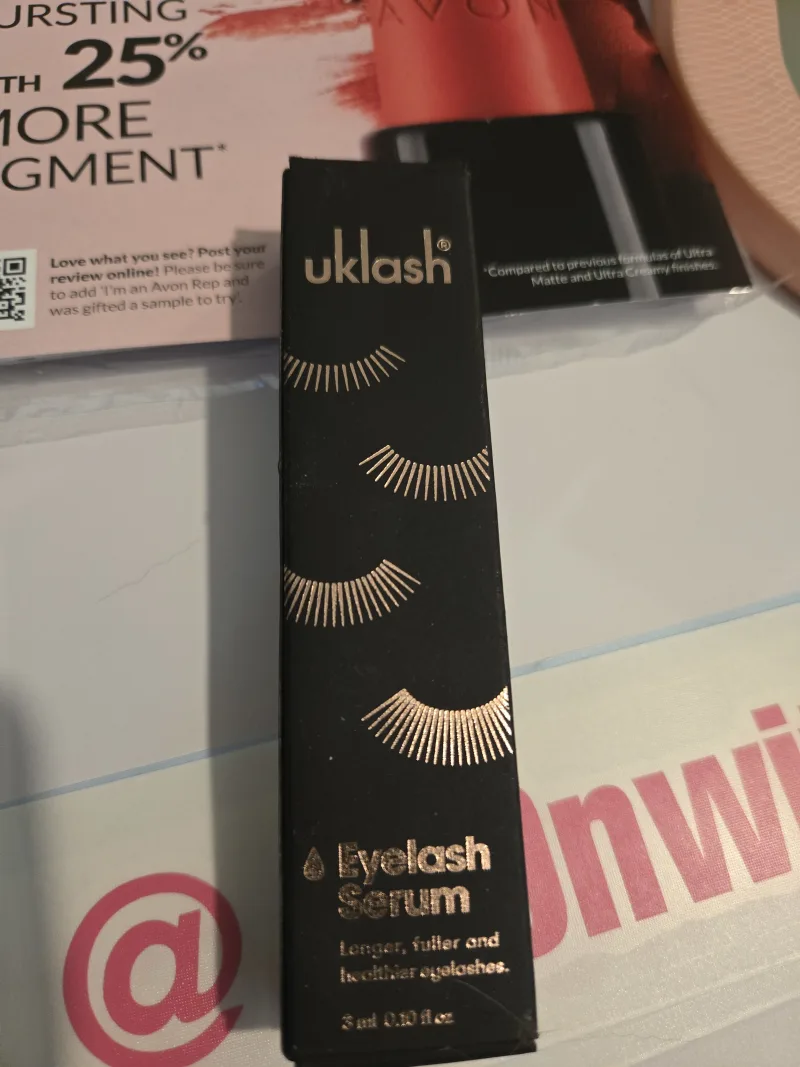 URSTING
TH 25%
MORE
GMENT*
AVON
Love what you see? Post your
review online! Please be sure
to add 'I'm an Avon Rep and
was gifted a sample to try'.
*Compared to previous formulas of Ultra
Matte and Ultra Creamy finishes.
uklash®
Eyelash
Serum
Longer, fuller and
healthier eyelashes.
3 ml 0.10 fl oz
@ onwi